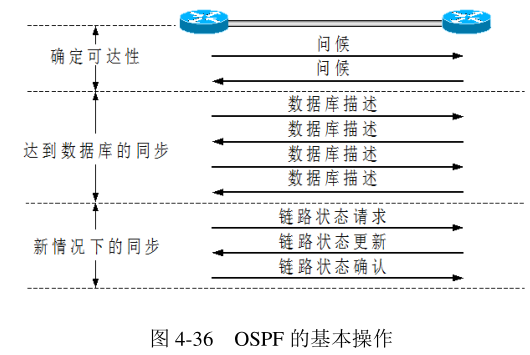 问候
确定可达性
问候
数据库描述
数据库描述
达到数据库的同步
数据库描述
数据库描述
链路状态请求
新情况下的同步
链路状态更新
链路状态确认
图 4-36 OSPF 的基本操作